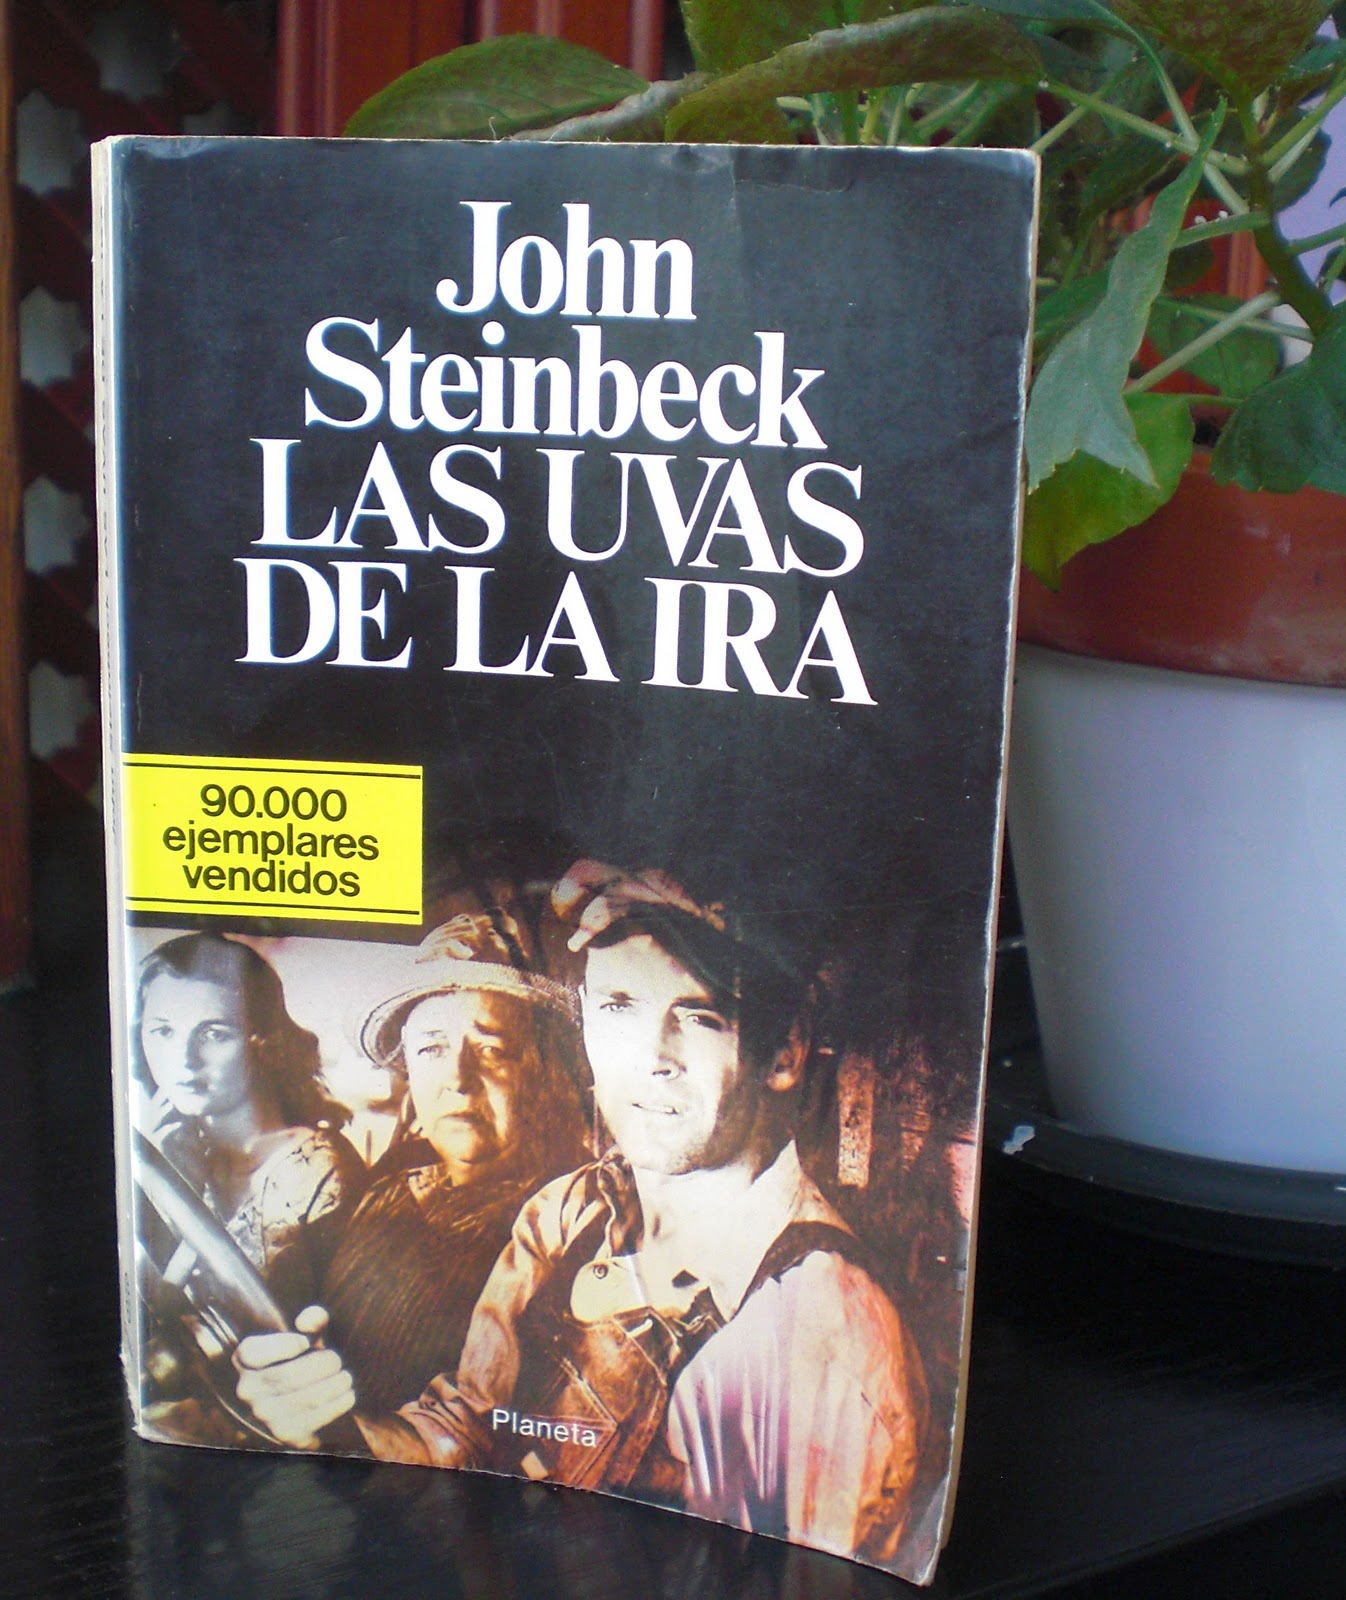 John
Steinbeck
LAS UVAS
DE LA IRA
90.000
ejemplares
vendidos
Planeta